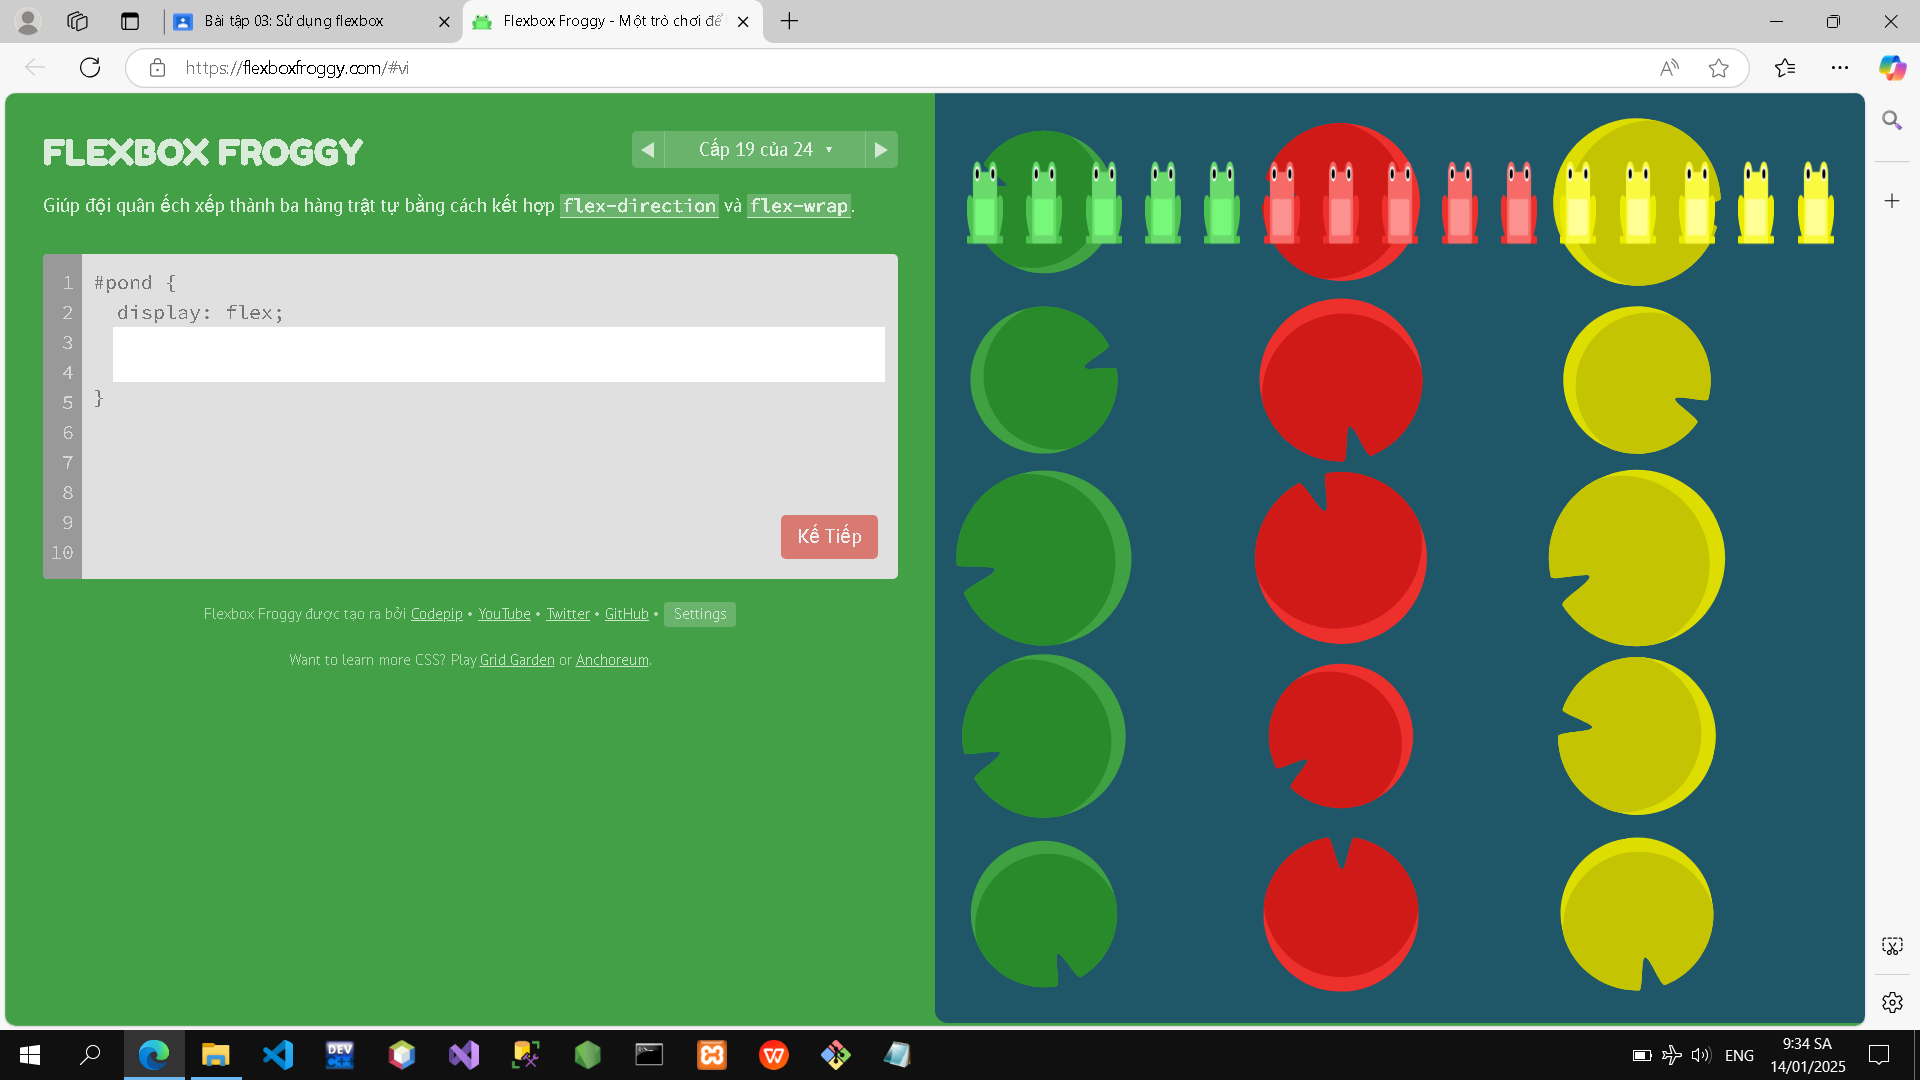 Bài tập 03: Sử dụng flexbox
Flexbox Froggy - Một trò chơi để
https://flexboxfroggy.com/#vi
FLEXBOX FROGGY
Cấp 19 của 24
Giúp đội quân ếch xếp thành ba hàng trật tự bằng cách kết hợp flex-direction và flex-wrap.
1 #pond {
2 display: flex;
3
4
5 }
6
7
8
9
10
Kế Tiếp
Flexbox Froggy được tạo ra bởi Codepip • YouTube • Twitter • GitHub • Settings
Want to learn more CSS? Play Grid Garden or Anchoreum.
DEV
C++
W
ENG
9:34 SA
14/01/2025